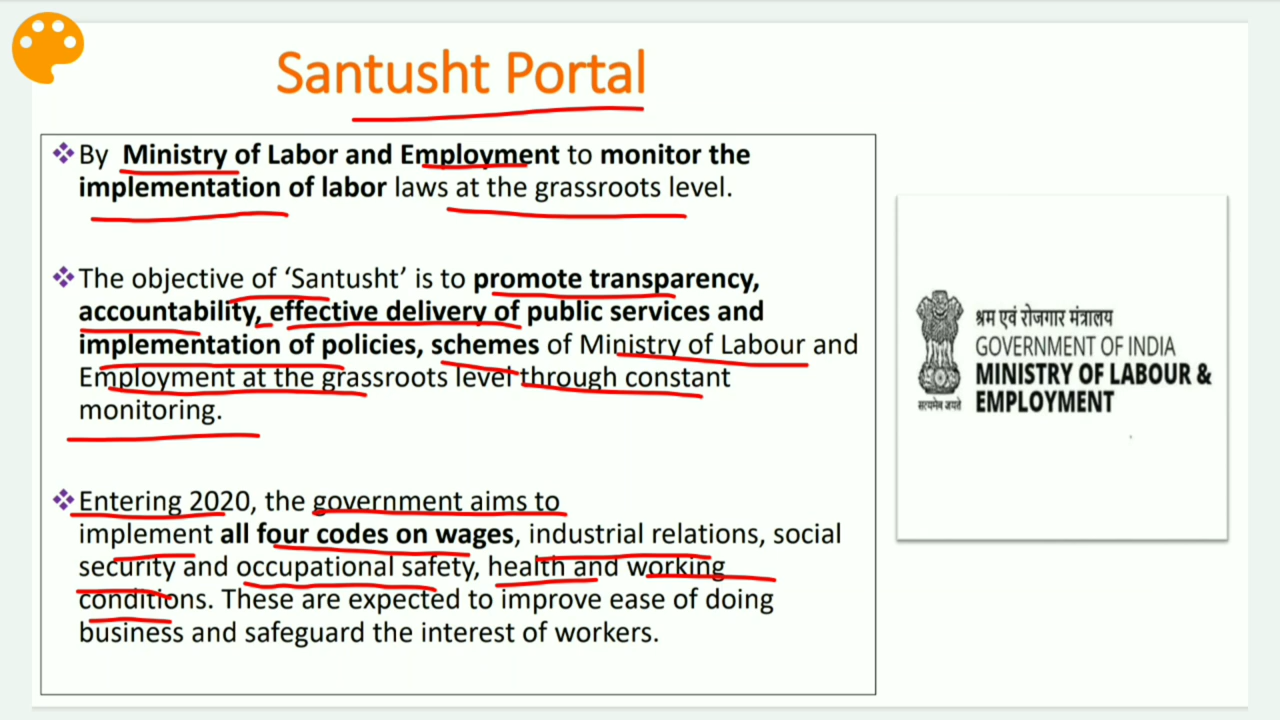 Santusht Portal
By Ministry of Labor and Employment to monitor the
implementation of labor laws at the grassroots level.
The objective of ‘Santusht’ is to promote transparency,
accountability, effective delivery of public services and
implementation of policies, schemes of Ministry of Labour and
Employment at the grassroots level through constant
monitoring.
Entering 2020, the government aims to
implement all four codes on wages, industrial relations, social
security and occupational safety, health and working
conditions. These are expected to improve ease of doing
business and safeguard the interest of workers.
श्रम एवं रोजगार मंत्रालय
GOVERNMENT OF INDIA
MINISTRY OF LABOUR &
EMPLOYMENT
सत्यमेव जयते